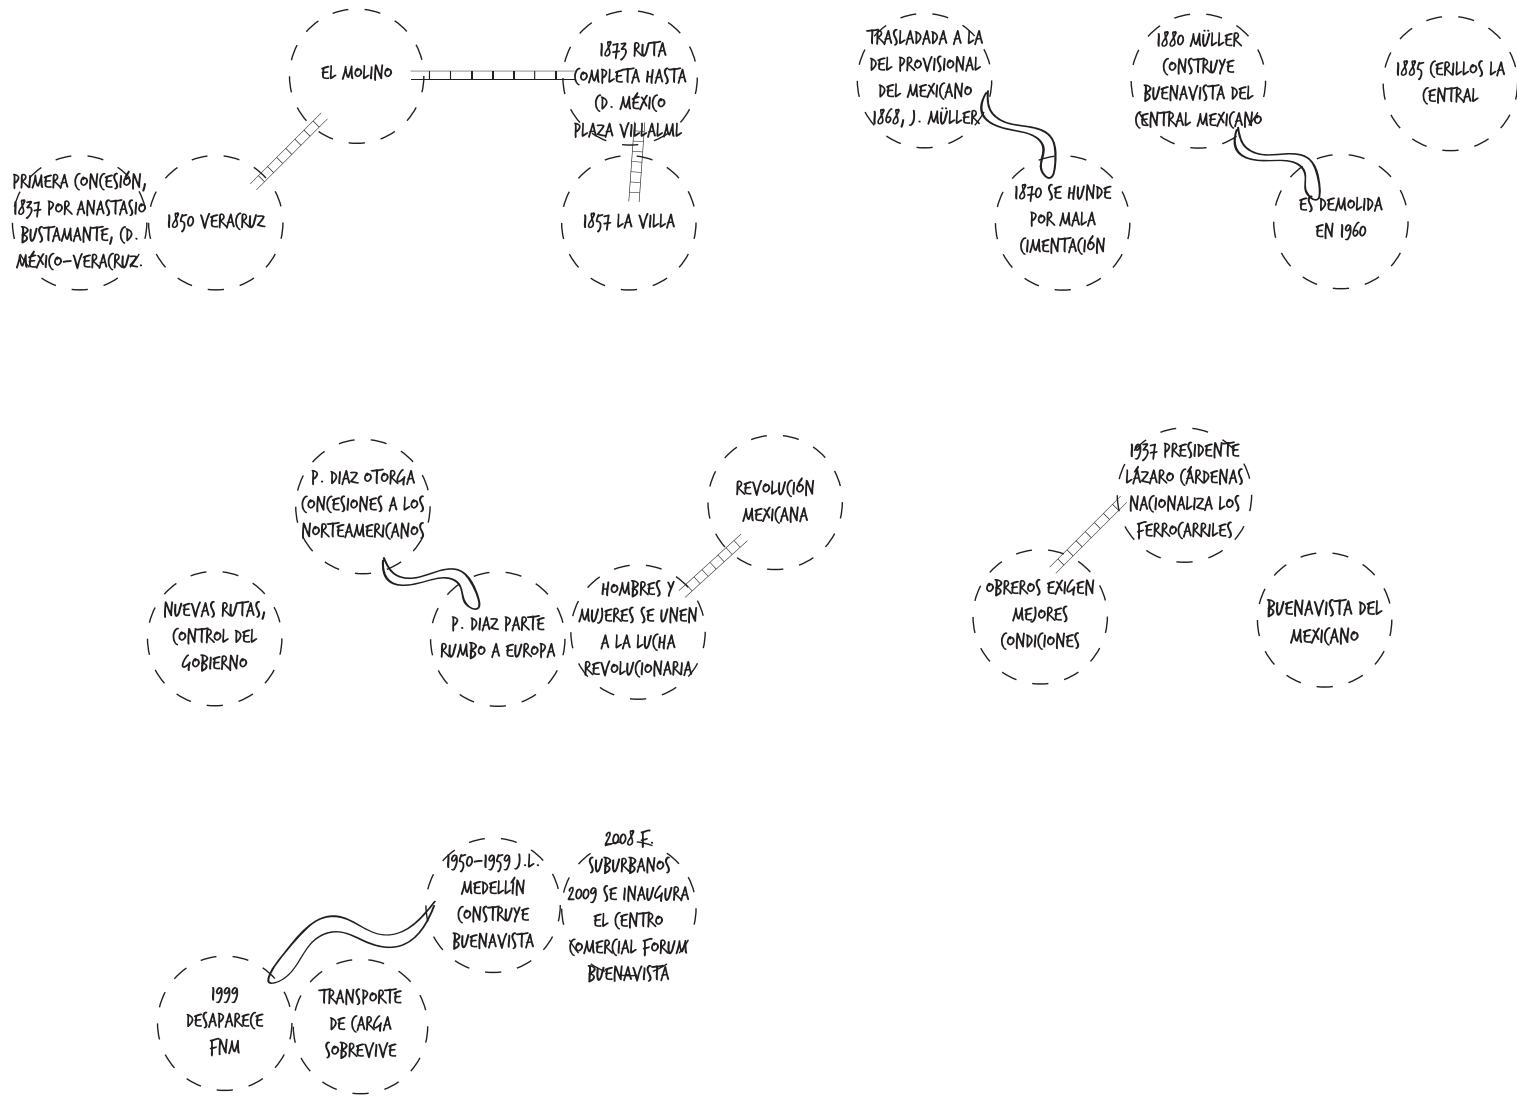 EL MOLINO
1873 RUTA
COMPLETA HASTA
CD. MÉXICO
PLAZA VILLALML
TRASLADADA A LA
DEL PROVISIONAL
DEL MEXICANO
1868, J. MÜLLER
1880 MÜLLER
CONSTRUYE
BUENAVISTA DEL
CENTRAL MEXICANO
1885 CERILLOS LA
CENTRAL
PRIMERA CONCESIÓN,
1837 POR ANASTASIO
BUSTAMANTE, CD.
MÉXICO-VERACRUZ.
1850 VERACRUZ
1857 LA VILLA
1870 SE HUNDE
POR MALA
CIMENTACIÓN
ES DEMOLIDA
EN 1960
P. DIAZ OTORGA
CONCESIONES A LOS
NORTEAMERICANOS
REVOLUCIÓN
MEXICANA
1937 PRESIDENTE
LÁZARO CÁRDENAS
NACIONALIZA LOS
FERROCARRILES
NUEVAS RUTAS,
CONTROL DEL
GOBIERNO
P. DIAZ PARTE
RUMBO A EUROPA
HOMBRES Y
MUJERES SE UNEN
A LA LUCHA
REVOLUCIONARIA
OBREROS EXIGEN
MEJORES
CONDICIONES
BUENAVISTA DEL
MEXICANO
1950-1959 J.L.
MEDELLÍN
CONSTRUYE
BUENAVISTA
2008 F.
SUBURBANOS
2009 SE INAUGURA
EL CENTRO
COMERCIAL FORUM
BUENAVISTA
1999
DESAPARECE
FNM
TRANSPORTE
DE CARGA
SOBREVIVE